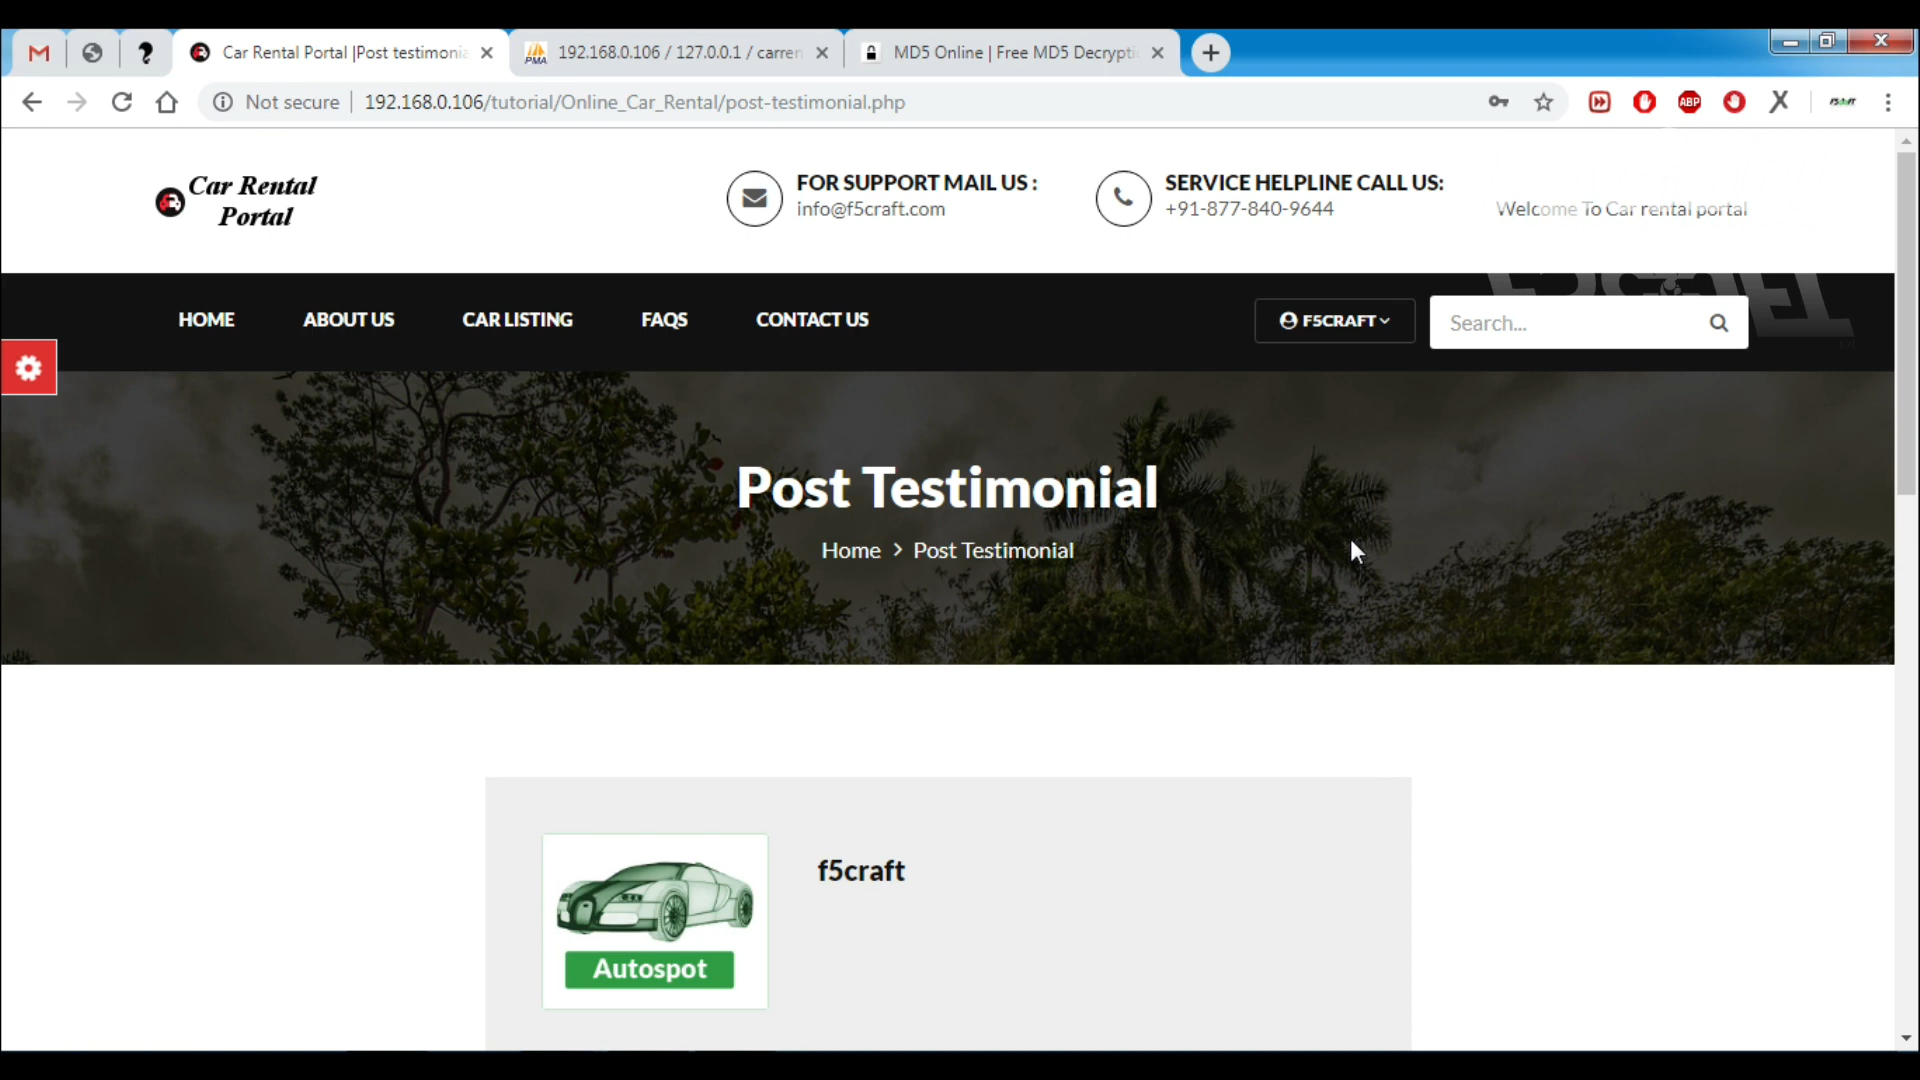 Car Rental Portal |Post testimonia
192.168.0.106 / 127.0.0.1 / carren
MD5 Online | Free MD5 Decrypti
Not secure
192.168.0.106/tutorial/Online_Car_Rental/post-testimonial.php
ABP
Car Rental
Portal
FOR SUPPORT MAIL US :
info@f5craft.com
SERVICE HELPLINE CALL US:
+91-877-840-9644
Welcome To Car rental portal
HOME
ABOUT US
CAR LISTING
FAQS
CONTACT US
F5CRAFT
Search...
Post Testimonial
Home > Post Testimonial
f5craft
Autospot